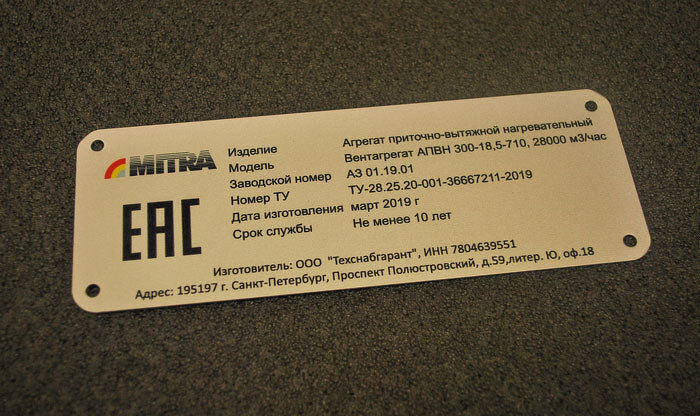 MITRA
EAC
Изделие Агрегат приточно-вытяжной нагревательный
Модель Вентагрегат АПВН 300-18,5-710, 28000 м3/час
Заводской номер АЗ 01.19.01
Номер ТУ ТУ-28.25.20-001-36667211-2019
Дата изготовления март 2019 г
Срок службы Не менее 10 лет
Изготовитель: ООО "Техснабгарант", ИНН 7804639551
Адрес: 195197 г. Санкт-Петербург, Проспект Полюстровский, д.59,литер. Ю, оф.18